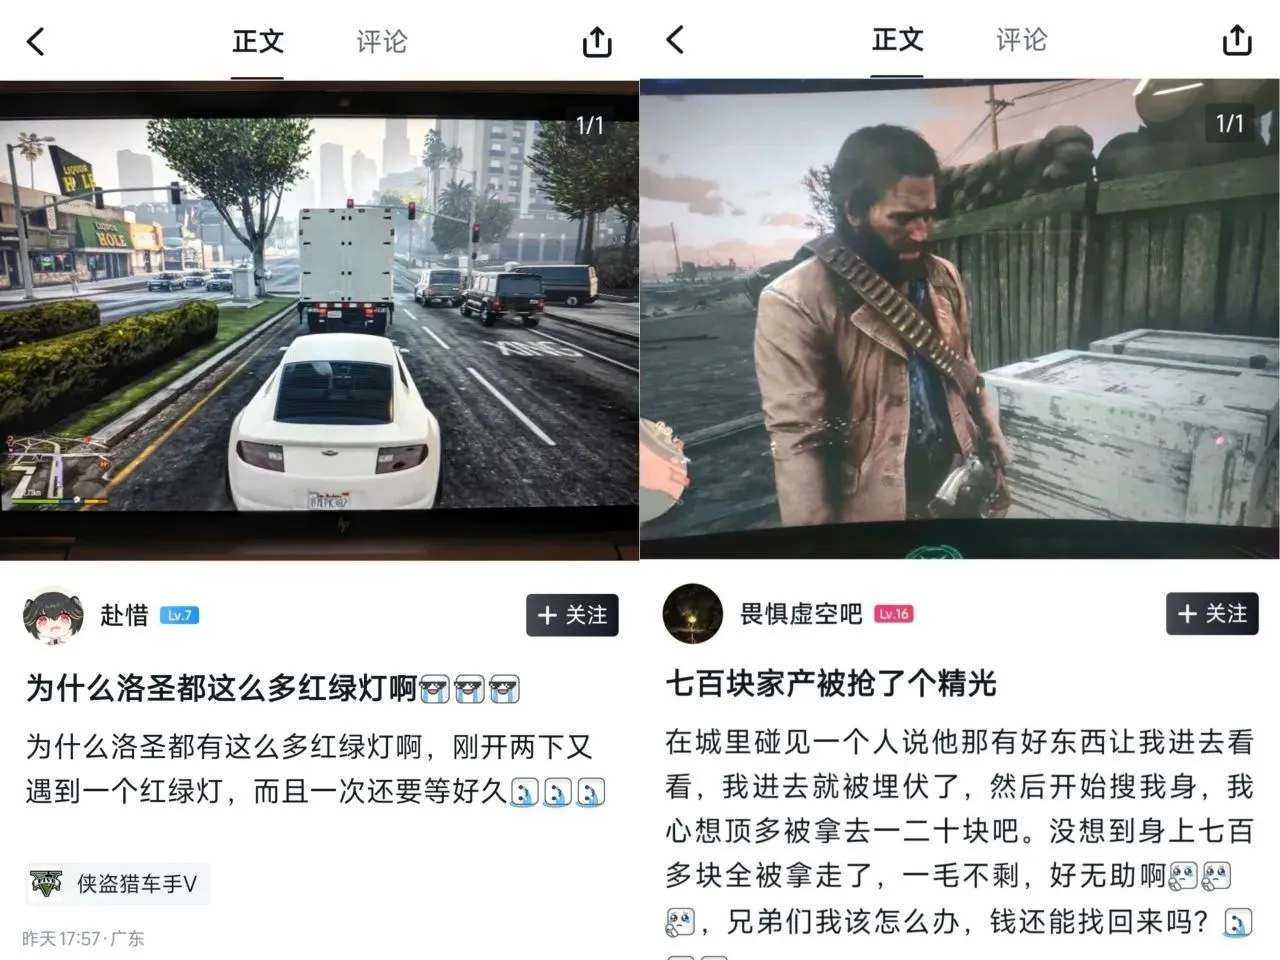 正文
评论
1/1
LIQUOR
HOLE
LIQUOR
HOLE
XING
hp
赴惜
Lv.7
+ 关注
为什么洛圣都这么多红绿灯啊
为什么洛圣都有这么多红绿灯啊，刚开两下又
遇到一个红绿灯，而且一次还要等好久
侠盗猎车手V
昨天17:57·广东
正文
评论
1/1
畏惧虚空吧
Lv.16
+ 关注
七百块家产被抢了个精光
在城里碰见一个人说他那有好东西让我进去看
看，我进去就被埋伏了，然后开始搜我身，我
心想顶多被拿去一二十块吧。没想到身上七百
多块全被拿走了，一毛不剩，好无助啊
，兄弟们我该怎么办，钱还能找回来吗？